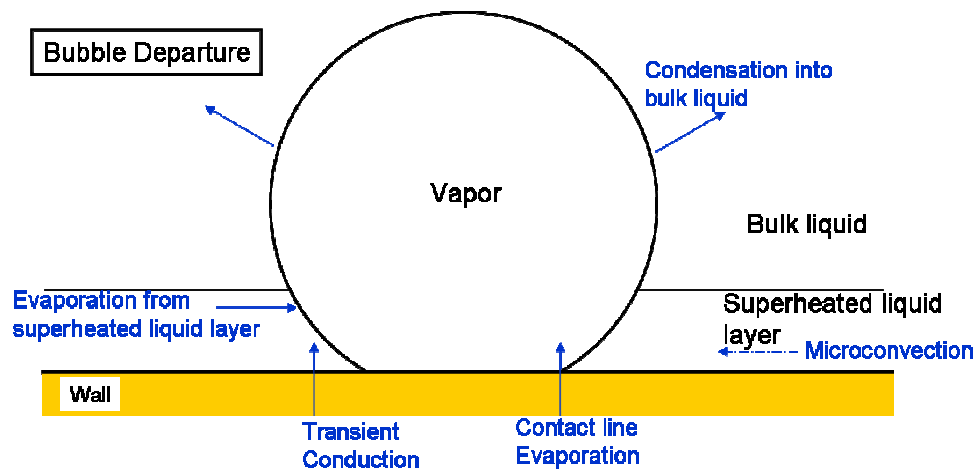 Bubble Departure
Condensation into
bulk liquid
Vapor
Bulk liquid
Evaporation from
superheated liquid layer
Superheated liquid
layer
Microconvection
Wall
Transient
Conduction
Contact line
Evaporation